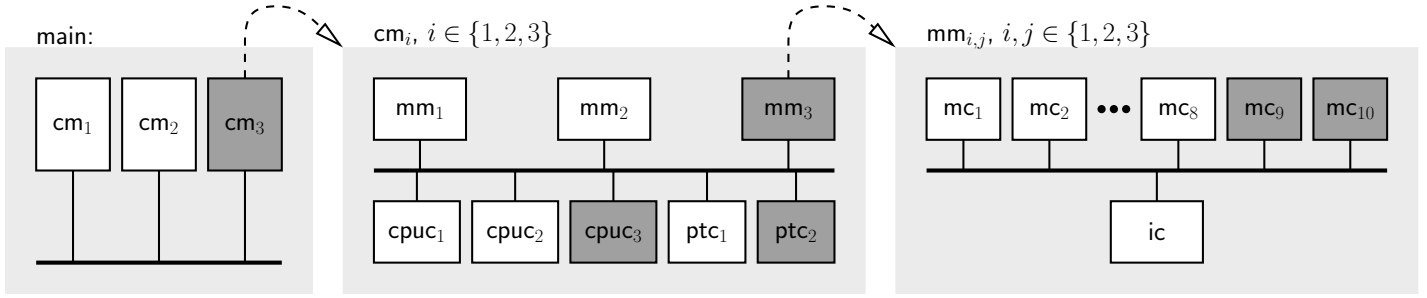 main:
cm₁ cm₂ cm₃
cmᵢ, i ∈ {1, 2, 3}
mm₁ mm₂ mm₃
cpuc₁ cpuc₂ cpuc₃ ptc₁ ptc₂
mmᵢ,ⱼ, i, j ∈ {1, 2, 3}
mc₁ mc₂ ••• mc₈ mc₉ mc₁₀
ic